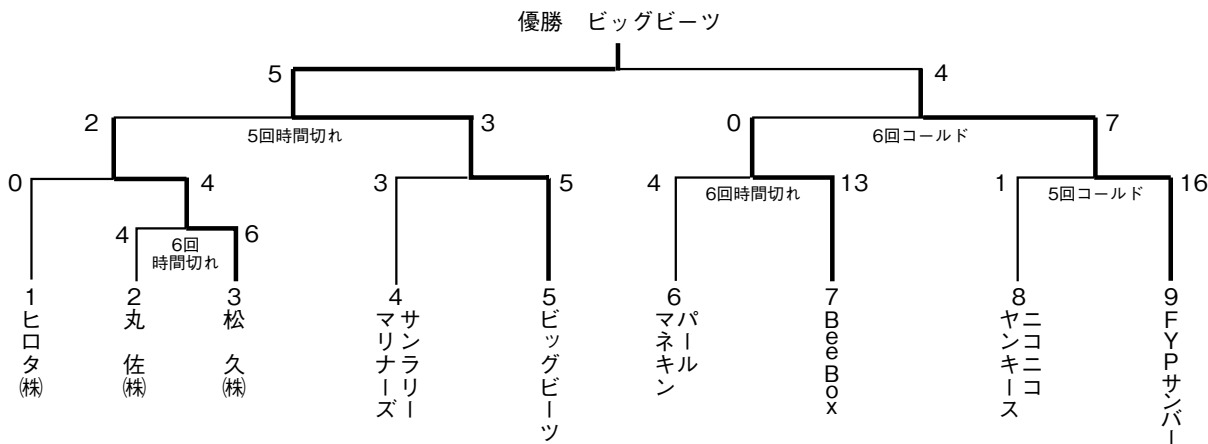 優勝 ビッグビーツ
5
4
2
5回時間切れ
3
0
6回コールド
7
0
4
3
5
4
6回時間切れ
13
1
5回コールド
16
4
6回
時間切れ
6
1
ヒロタ㈱
2
丸 佐㈱
3
松 久㈱
4
サンラリー
マリナーズ
5
ビッグビーツ
6
パール
マネキン
7
BeeBox
8
ニコニコ
ヤンキース
9
FYPサンバー